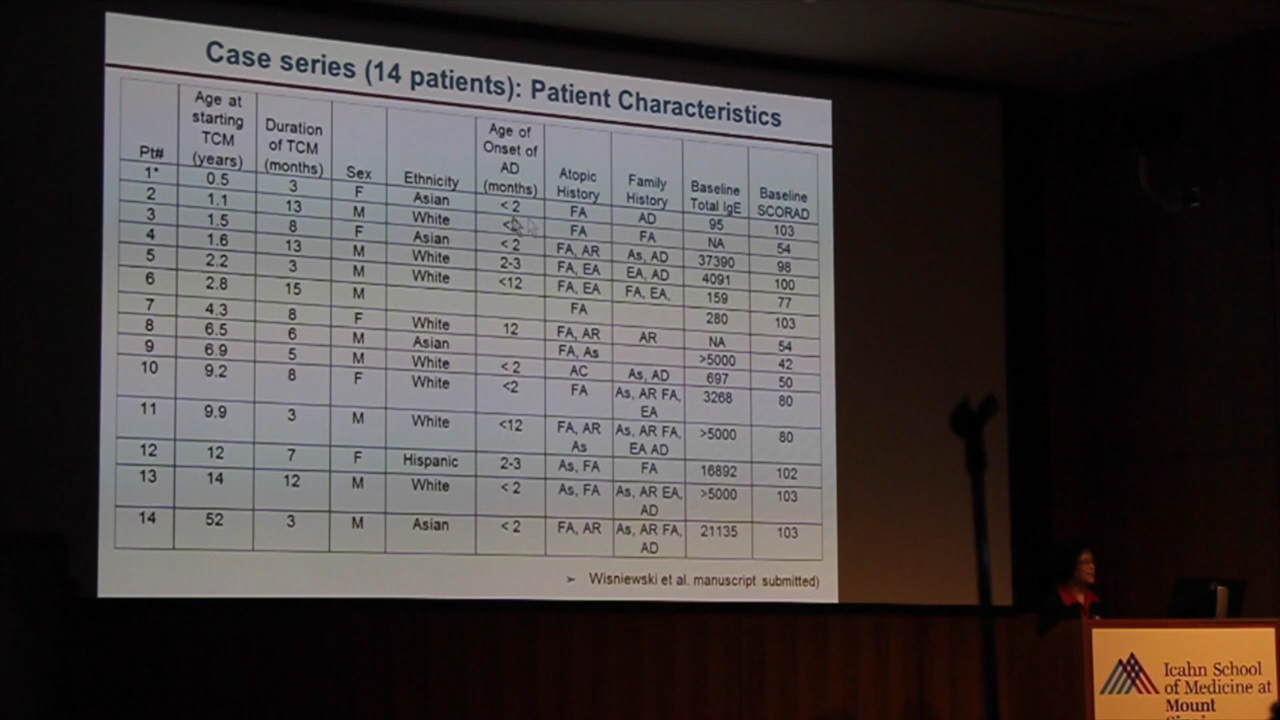 Case series (14 patients): Patient Characteristics
Pt#
Age at
starting
TCM
(years)
Duration
of TCM
(months)
Sex
Ethnicity
Age of
Onset of
AD
(months)
Atopic
History
Family
History
Baseline
Total IgE
Baseline
SCORAD
1* 0.5 3 F Asian < 2 FA AD 95 103
2 1.1 13 M White FA FA NA 54
3 1.5 8 F Asian < 2 FA, AR As, AD 37390 98
4 1.6 13 M White 2-3 FA, EA EA, AD 4091 100
5 2.2 3 M White <12 FA, EA FA, EA, 159 77
6 2.8 15 M FA 280 103
7 4.3 8 F White 12 FA, AR AR NA 54
8 6.5 6 M Asian FA, As >5000 42
9 6.9 5 M White < 2 AC As, AD 697 50
10 9.2 8 F White <2 FA As, AR FA, 3268 80
EA
11 9.9 3 M White <12 FA, AR As, AR FA, >5000 80
As EA AD
12 12 7 F Hispanic 2-3 As, FA FA 16892 102
13 14 12 M White < 2 As, FA As, AR EA, >5000 103
AD
14 52 3 M Asian < 2 FA, AR As, AR FA, 21135 103
AD
➢ Wisniewski et al. manuscript submitted)
Icahn School
of Medicine at
Mount